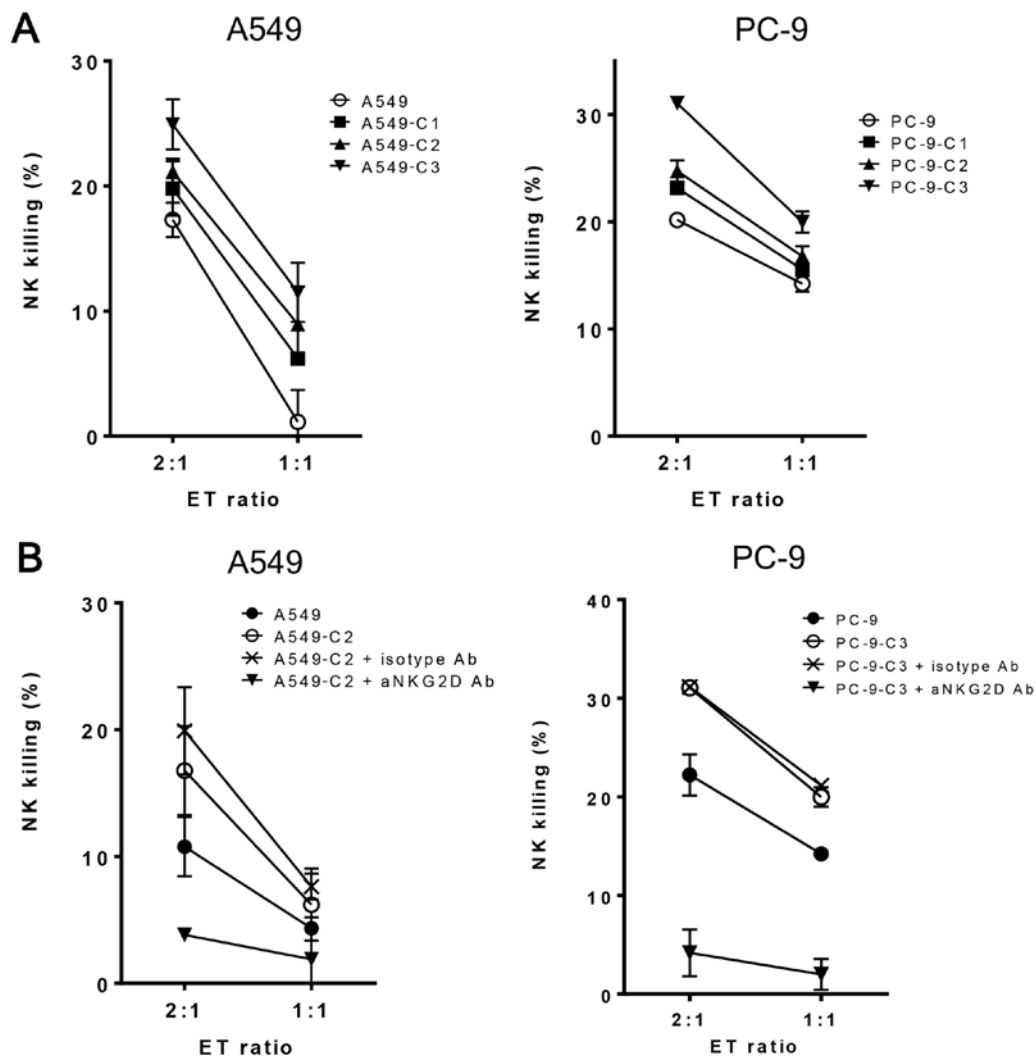 A
A549
PC-9
NK killing (%)
30
20
10
0
2:1
1:1
ET ratio
A549
A549-C1
A549-C2
A549-C3
NK killing (%)
30
20
10
0
2:1
1:1
ET ratio
PC-9
PC-9-C1
PC-9-C2
PC-9-C3
B
A549
PC-9
NK killing (%)
30
20
10
0
2:1
1:1
ET ratio
A549
A549-C2
A549-C2 + isotype Ab
A549-C2 + aNKG2D Ab
NK killing (%)
40
30
20
10
0
2:1
1:1
ET ratio
PC-9
PC-9-C3
PC-9-C3 + isotype Ab
PC-9-C3 + aNKG2D Ab